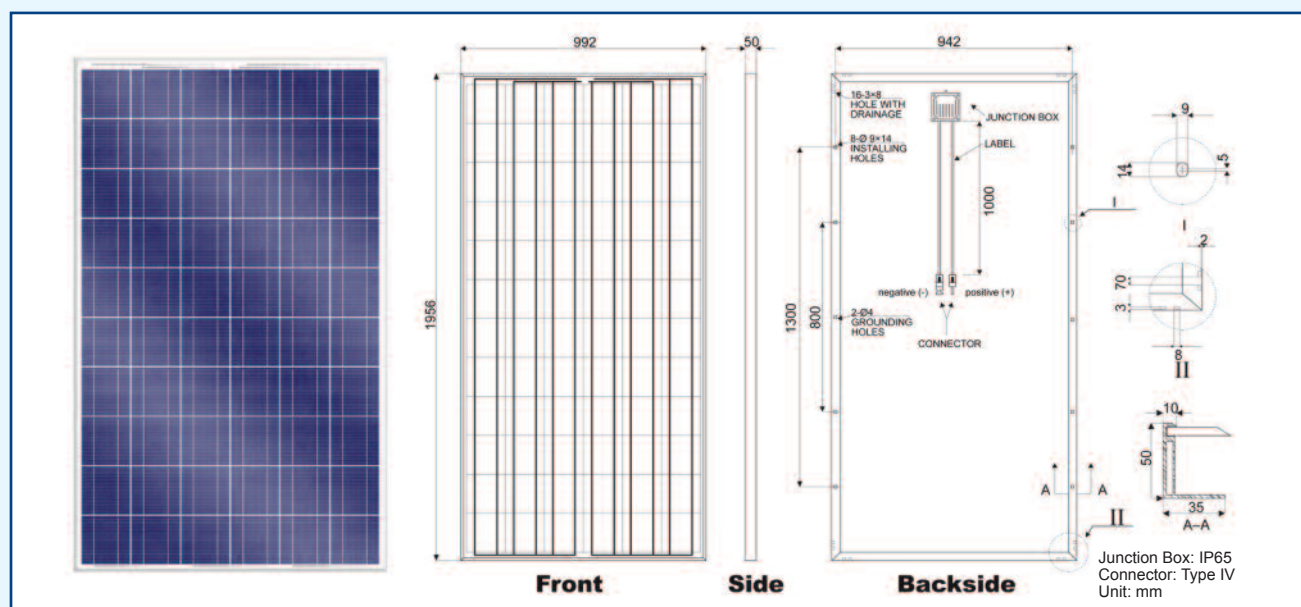 992
50
942
1956
16-3×8
HOLE WITH
DRAINAGE
8-Ø 9×14
INSTALLING
HOLES
JUNCTION BOX
LABEL
1000
1300
800
negative (-)
positive (+)
2-Ø4
GROUNDING
HOLES
CONNECTOR
I
A
A
II
9
14
5
I
2
70
3
8
II
10
50
35
A–A
Front
Side
Backside
Junction Box: IP65
Connector: Type IV
Unit: mm